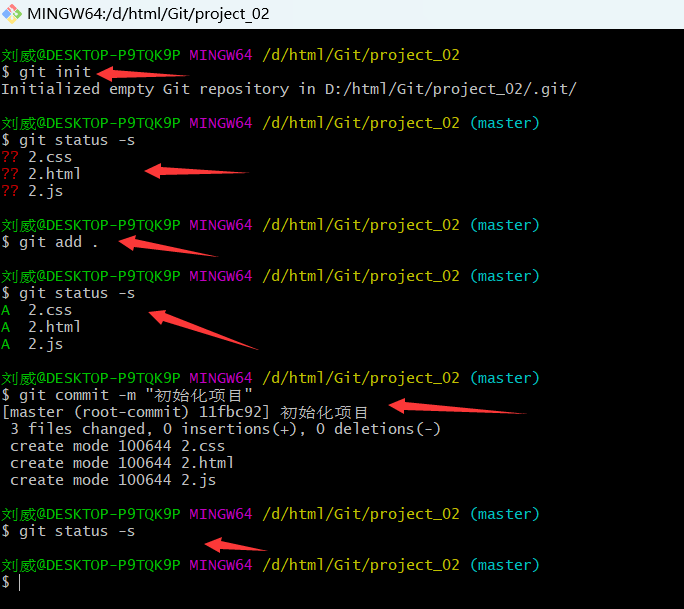 MINGW64:/d/html/Git/project_02
刘威@DESKTOP-P9TQK9P MINGW64 /d/html/Git/project_02
$ git init
Initialized empty Git repository in D:/html/Git/project_02/.git/
刘威@DESKTOP-P9TQK9P MINGW64 /d/html/Git/project_02 (master)
$ git status -s
?? 2.css
?? 2.html
?? 2.js
刘威@DESKTOP-P9TQK9P MINGW64 /d/html/Git/project_02 (master)
$ git add .
刘威@DESKTOP-P9TQK9P MINGW64 /d/html/Git/project_02 (master)
$ git status -s
A  2.css
A  2.html
A  2.js
刘威@DESKTOP-P9TQK9P MINGW64 /d/html/Git/project_02 (master)
$ git commit -m "初始化项目"
[master (root-commit) 11fbc92] 初始化项目
 3 files changed, 0 insertions(+), 0 deletions(-)
 create mode 100644 2.css
 create mode 100644 2.html
 create mode 100644 2.js
刘威@DESKTOP-P9TQK9P MINGW64 /d/html/Git/project_02 (master)
$ git status -s
刘威@DESKTOP-P9TQK9P MINGW64 /d/html/Git/project_02 (master)
$